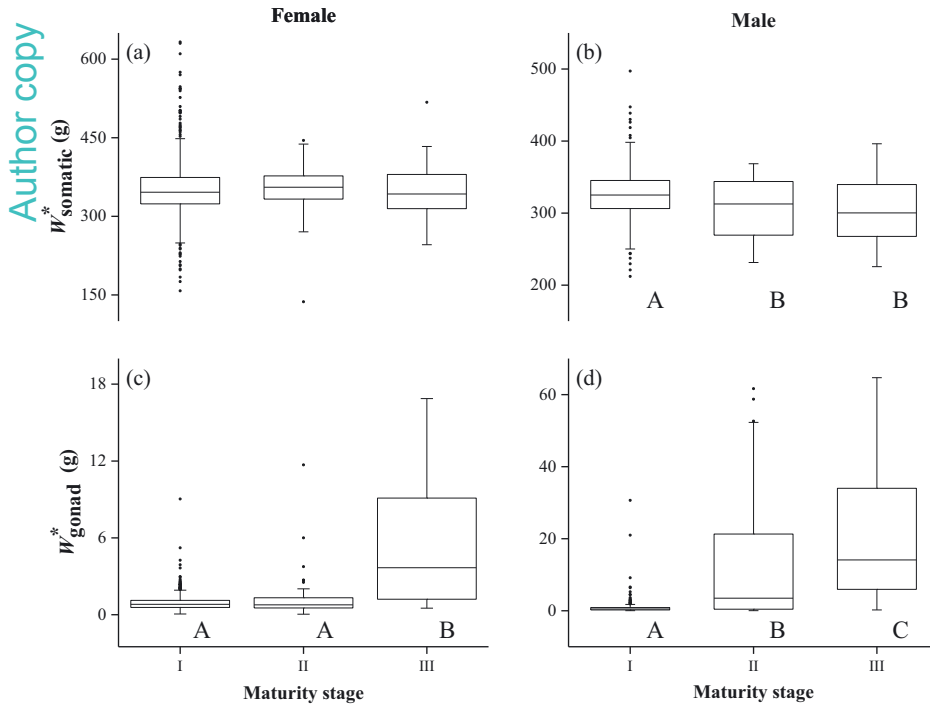 Author copy
Female
Male
(a)
600
450
300
150
W*somatic (g)
(b)
500
400
300
200
A
B
B
(c)
18
12
6
0
W*gonad (g)
A
A
B
I
II
III
Maturity stage
(d)
60
40
20
0
A
B
C
I
II
III
Maturity stage